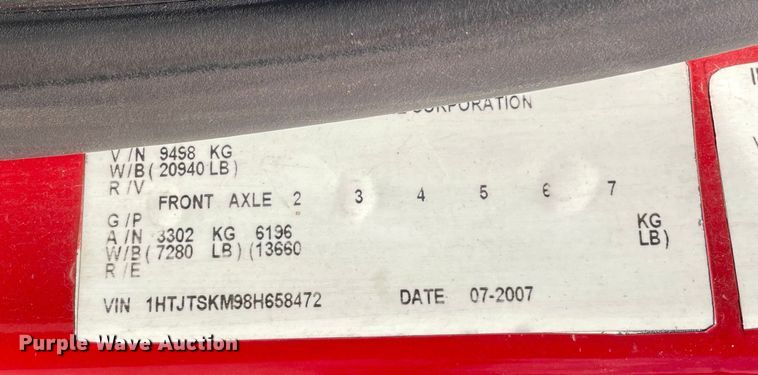 CORPORATION
V/N 9498 KG
W/B( 20940 LB)
R/V
FRONT AXLE 2 3 4 5 6 7
G/P KG
A/N 3302 KG 6196 LB)
W/B( 7280 LB) (13660
R/E
VIN 1HTJTSKM98H658472 DATE 07-2007
Purple Wave Auction